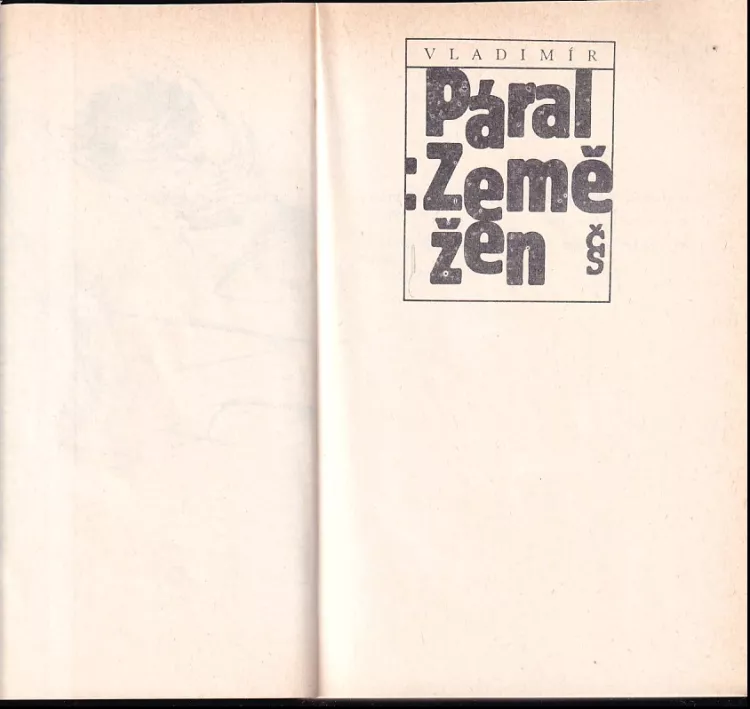 VLADIMÍR
Páral
:Země
žen
čs